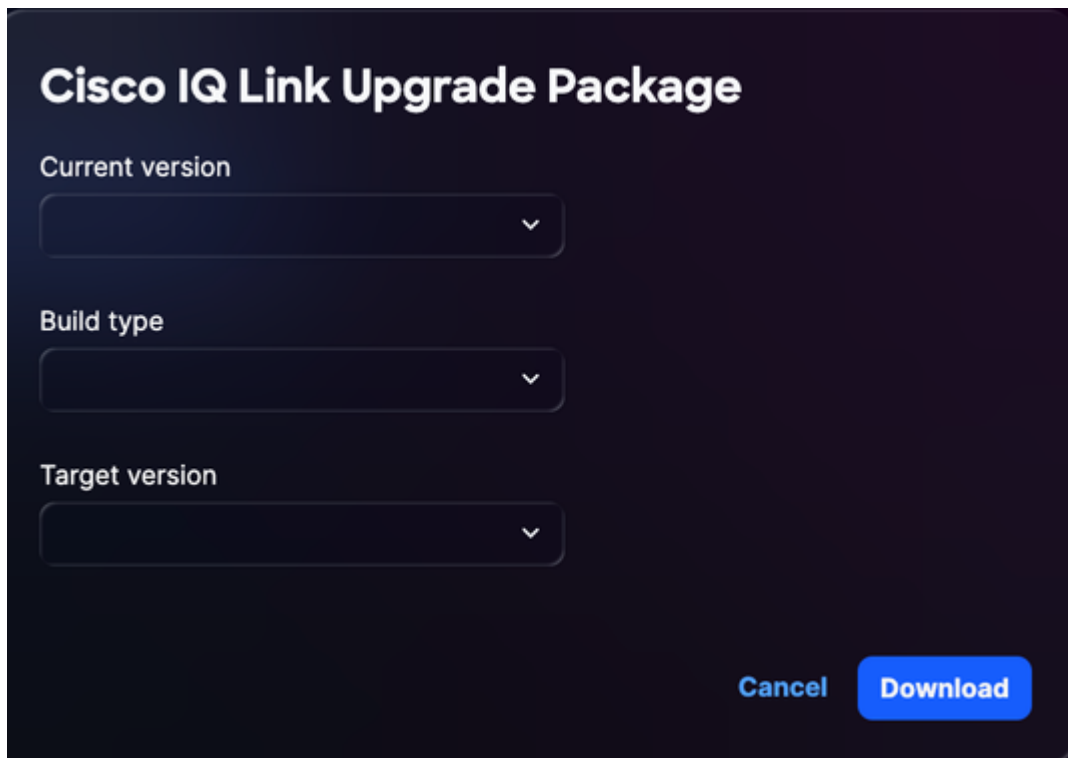 Cisco IQ Link Upgrade Package
Current version
Build type
Target version
Cancel
Download